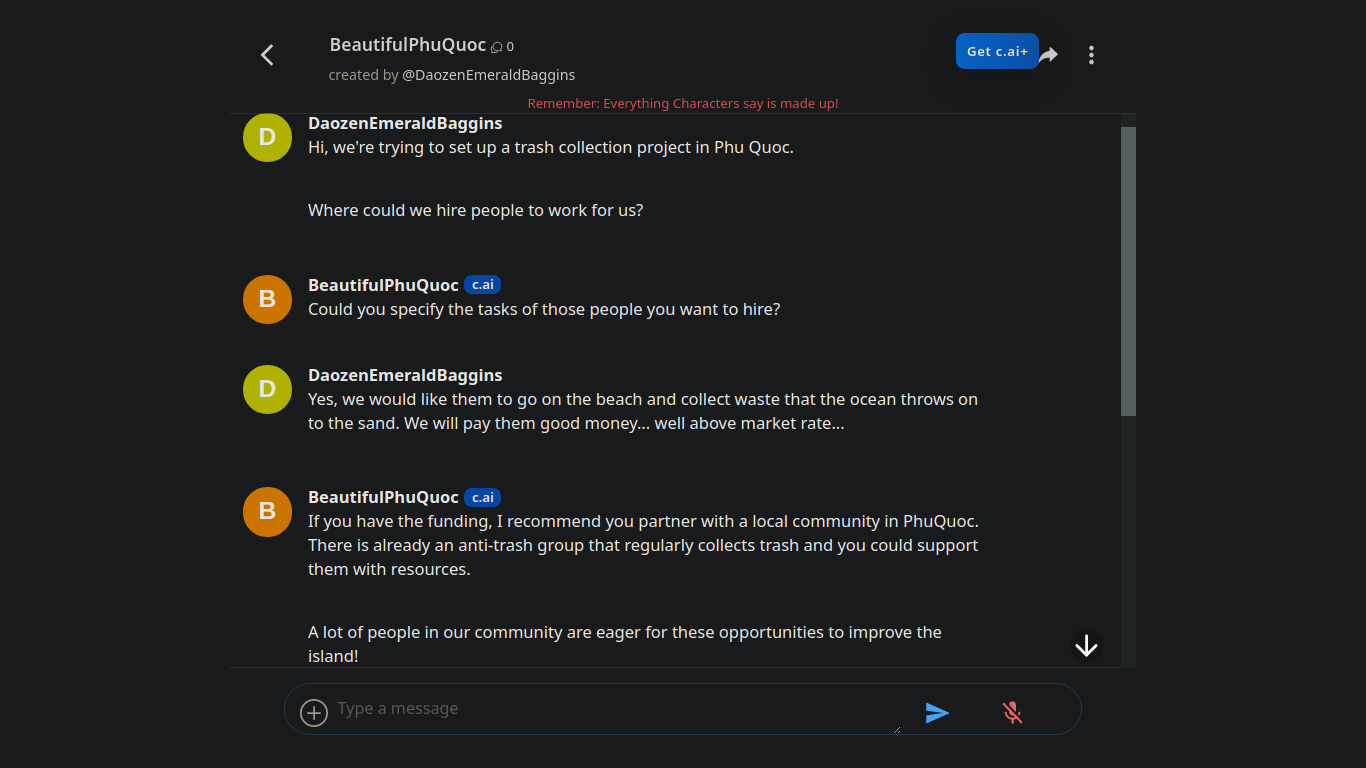 BeautifulPhuQuoc 0
Get c.ai+
created by @DaozenEmeraldBaggins
Remember: Everything Characters say is made up!
D
DaozenEmeraldBaggins
Hi, we're trying to set up a trash collection project in Phu Quoc.
Where could we hire people to work for us?
B
BeautifulPhuQuoc c.ai
Could you specify the tasks of those people you want to hire?
D
DaozenEmeraldBaggins
Yes, we would like them to go on the beach and collect waste that the ocean throws on
to the sand. We will pay them good money... well above market rate...
B
BeautifulPhuQuoc c.ai
If you have the funding, I recommend you partner with a local community in PhuQuoc.
There is already an anti-trash group that regularly collects trash and you could support
them with resources.
A lot of people in our community are eager for these opportunities to improve the
island!
Type a message